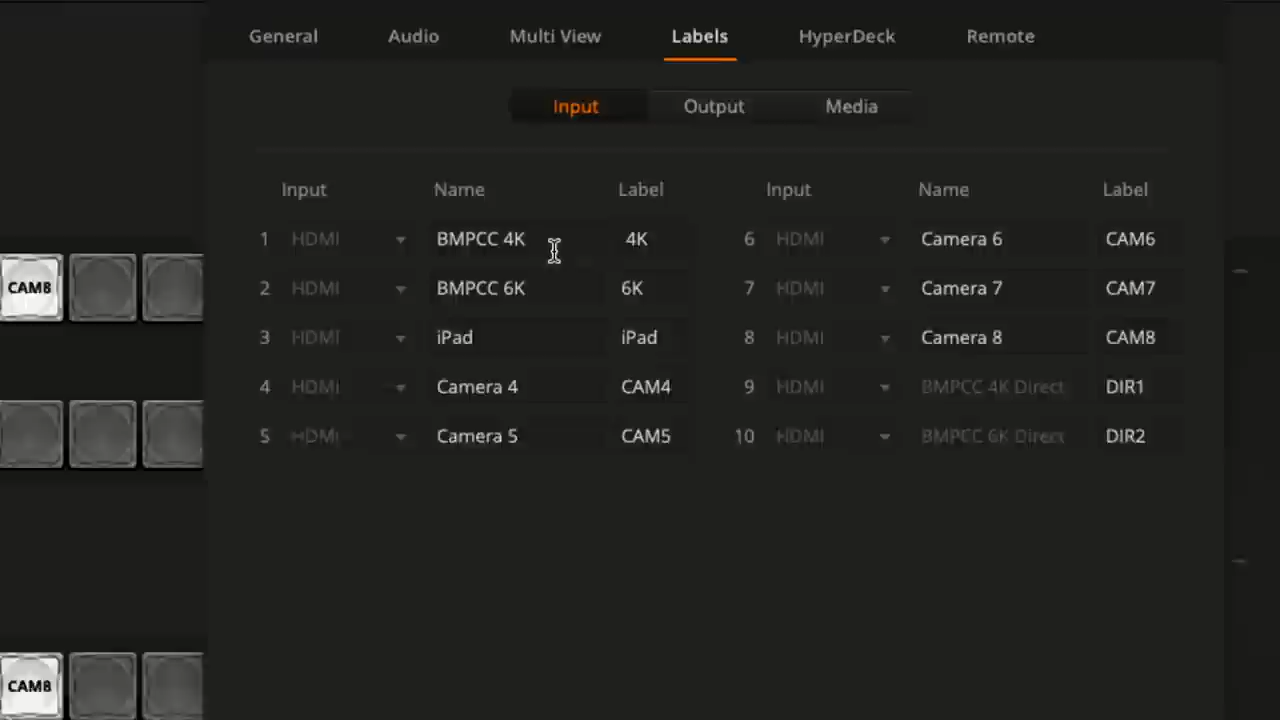 General Audio Multi View Labels HyperDeck Remote
Input Output Media
Input Name Label Input Name Label
1 HDMI BMPCC 4K 4K 6 HDMI Camera 6 CAM6
CAM8
2 HDMI BMPCC 6K 6K 7 HDMI Camera 7 CAM7
3 HDMI iPad iPad 8 HDMI Camera 8 CAM8
4 HDMI Camera 4 CAM4 9 HDMI BMPCC 4K Direct DIR1
5 HDMI Camera 5 CAM5 10 HDMI BMPCC 6K Direct DIR2
CAM8